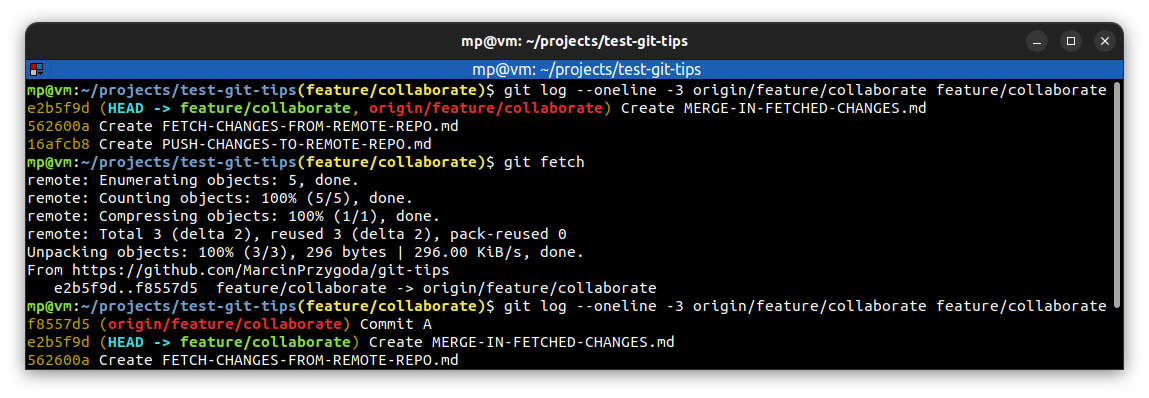 mp@vm: ~/projects/test-git-tips
mp@vm: ~/projects/test-git-tips
mp@vm:~/projects/test-git-tips(feature/collaborate)$ git log --oneline -3 origin/feature/collaborate feature/collaborate
e2b5f9d (HEAD -> feature/collaborate, origin/feature/collaborate) Create MERGE-IN-FETCHED-CHANGES.md
562600a Create FETCH-CHANGES-FROM-REMOTE-REPO.md
16afcb8 Create PUSH-CHANGES-TO-REMOTE-REPO.md
mp@vm:~/projects/test-git-tips(feature/collaborate)$ git fetch
remote: Enumerating objects: 5, done.
remote: Counting objects: 100% (5/5), done.
remote: Compressing objects: 100% (1/1), done.
remote: Total 3 (delta 2), reused 3 (delta 2), pack-reused 0
Unpacking objects: 100% (3/3), 296 bytes | 296.00 KiB/s, done.
From https://github.com/MarcinPrzygoda/git-tips
   e2b5f9d..f8557d5  feature/collaborate -> origin/feature/collaborate
mp@vm:~/projects/test-git-tips(feature/collaborate)$ git log --oneline -3 origin/feature/collaborate feature/collaborate
f8557d5 (origin/feature/collaborate) Commit A
e2b5f9d (HEAD -> feature/collaborate) Create MERGE-IN-FETCHED-CHANGES.md
562600a Create FETCH-CHANGES-FROM-REMOTE-REPO.md